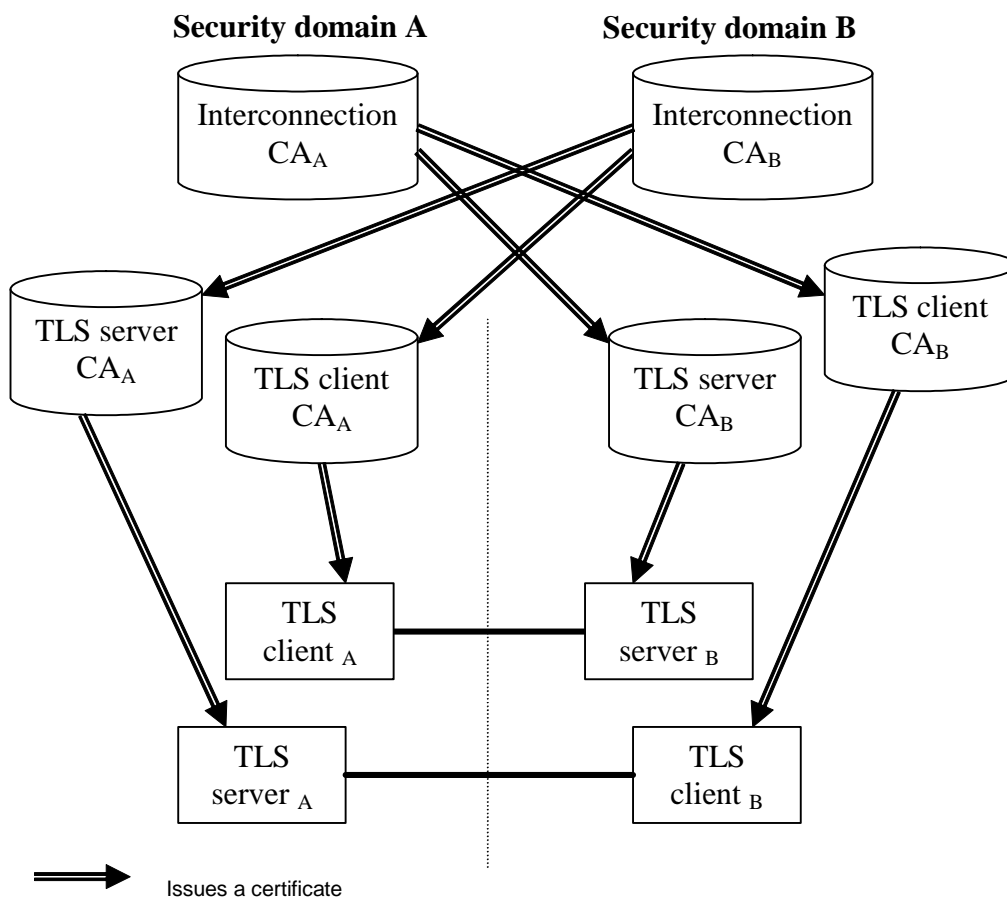 Security domain A
Security domain B
Interconnection
CAA
Interconnection
CAB
TLS server
CAA
TLS client
CAA
TLS server
CAB
TLS client
CAB
TLS
client A
TLS
server B
TLS
server A
TLS
client B
Issues a certificate